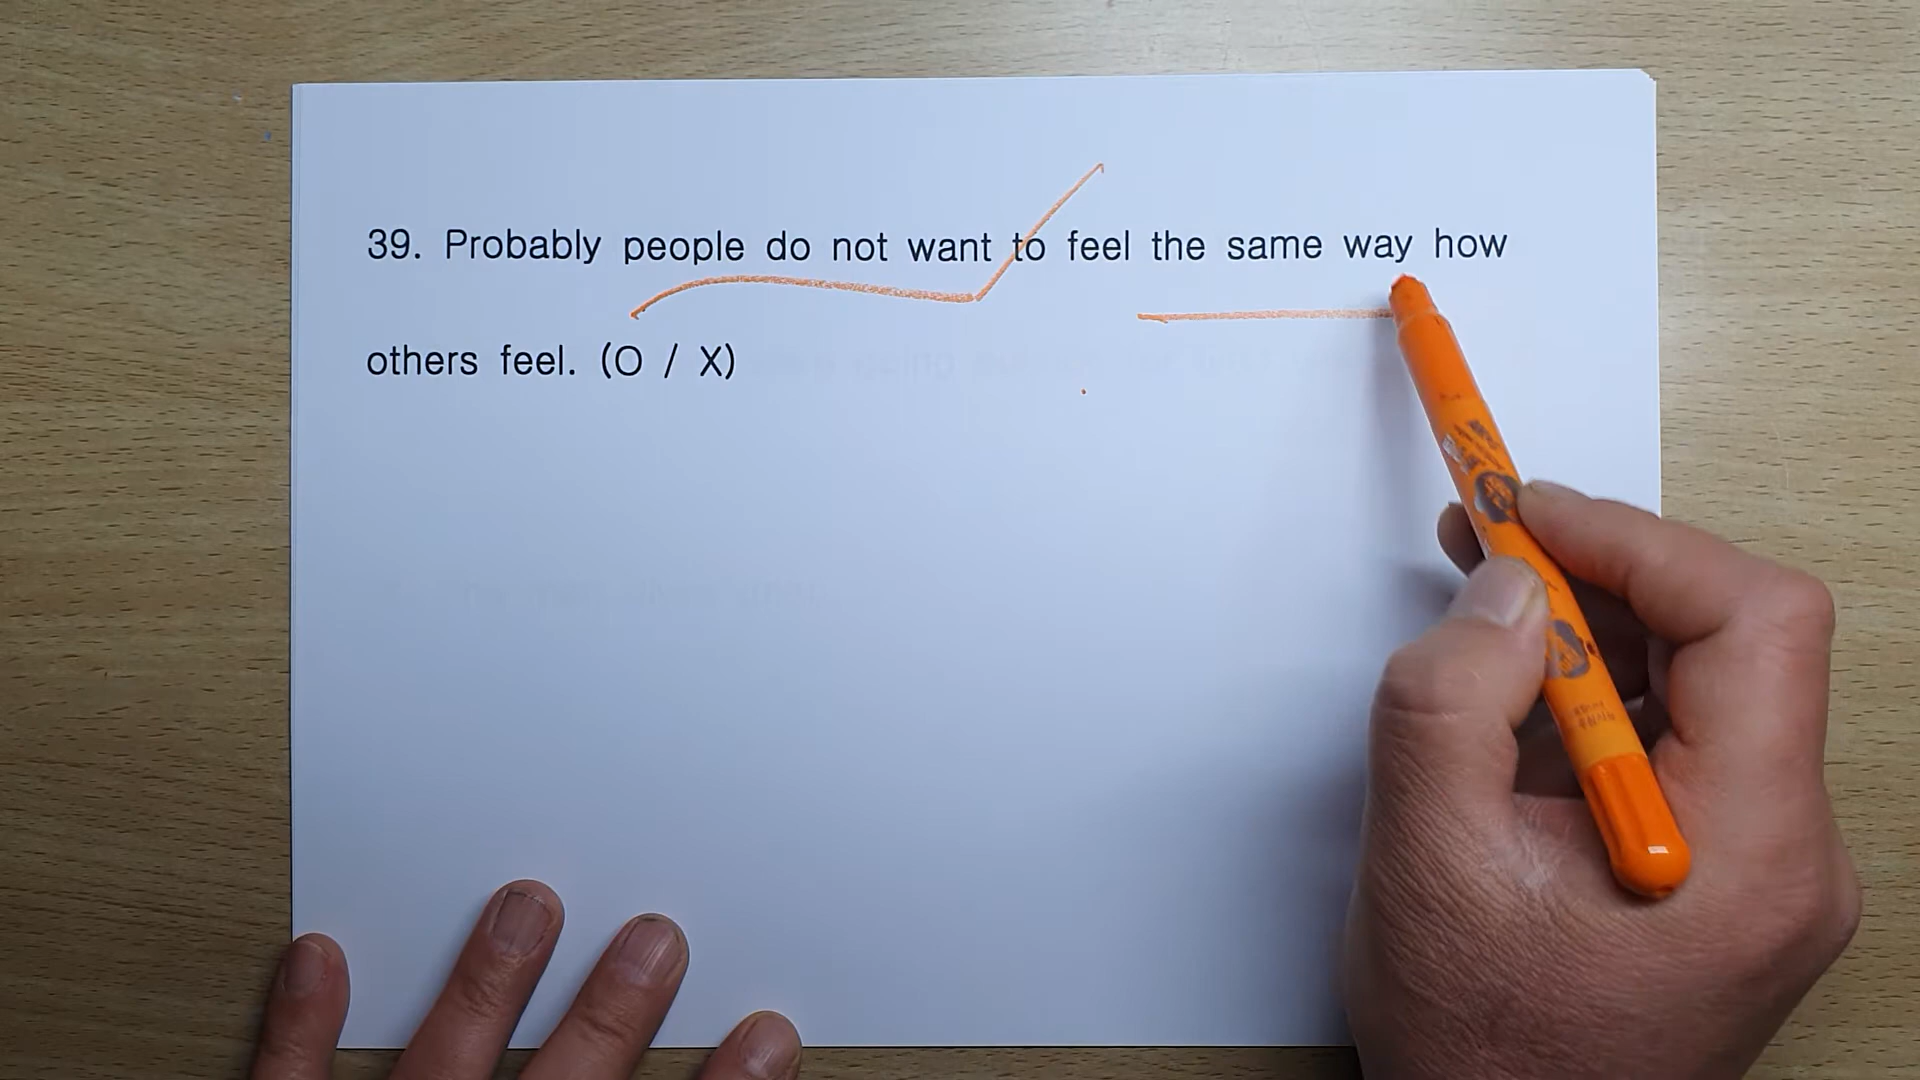 39. Probably people do not want to feel the same way how
others feel. (O / X)